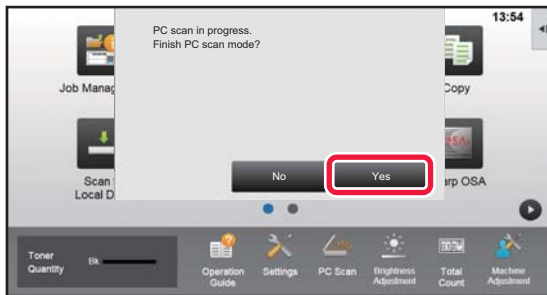 13:54
PC scan in progress.
Finish PC scan mode?
Job Manag
Copy
Scan
Local D
No
Yes
arp OSA
Toner
Quantity
Bk
Operation
Guide
Settings
PC Scan
Brightness
Adjustment
Total
Count
Machine
Adjustment